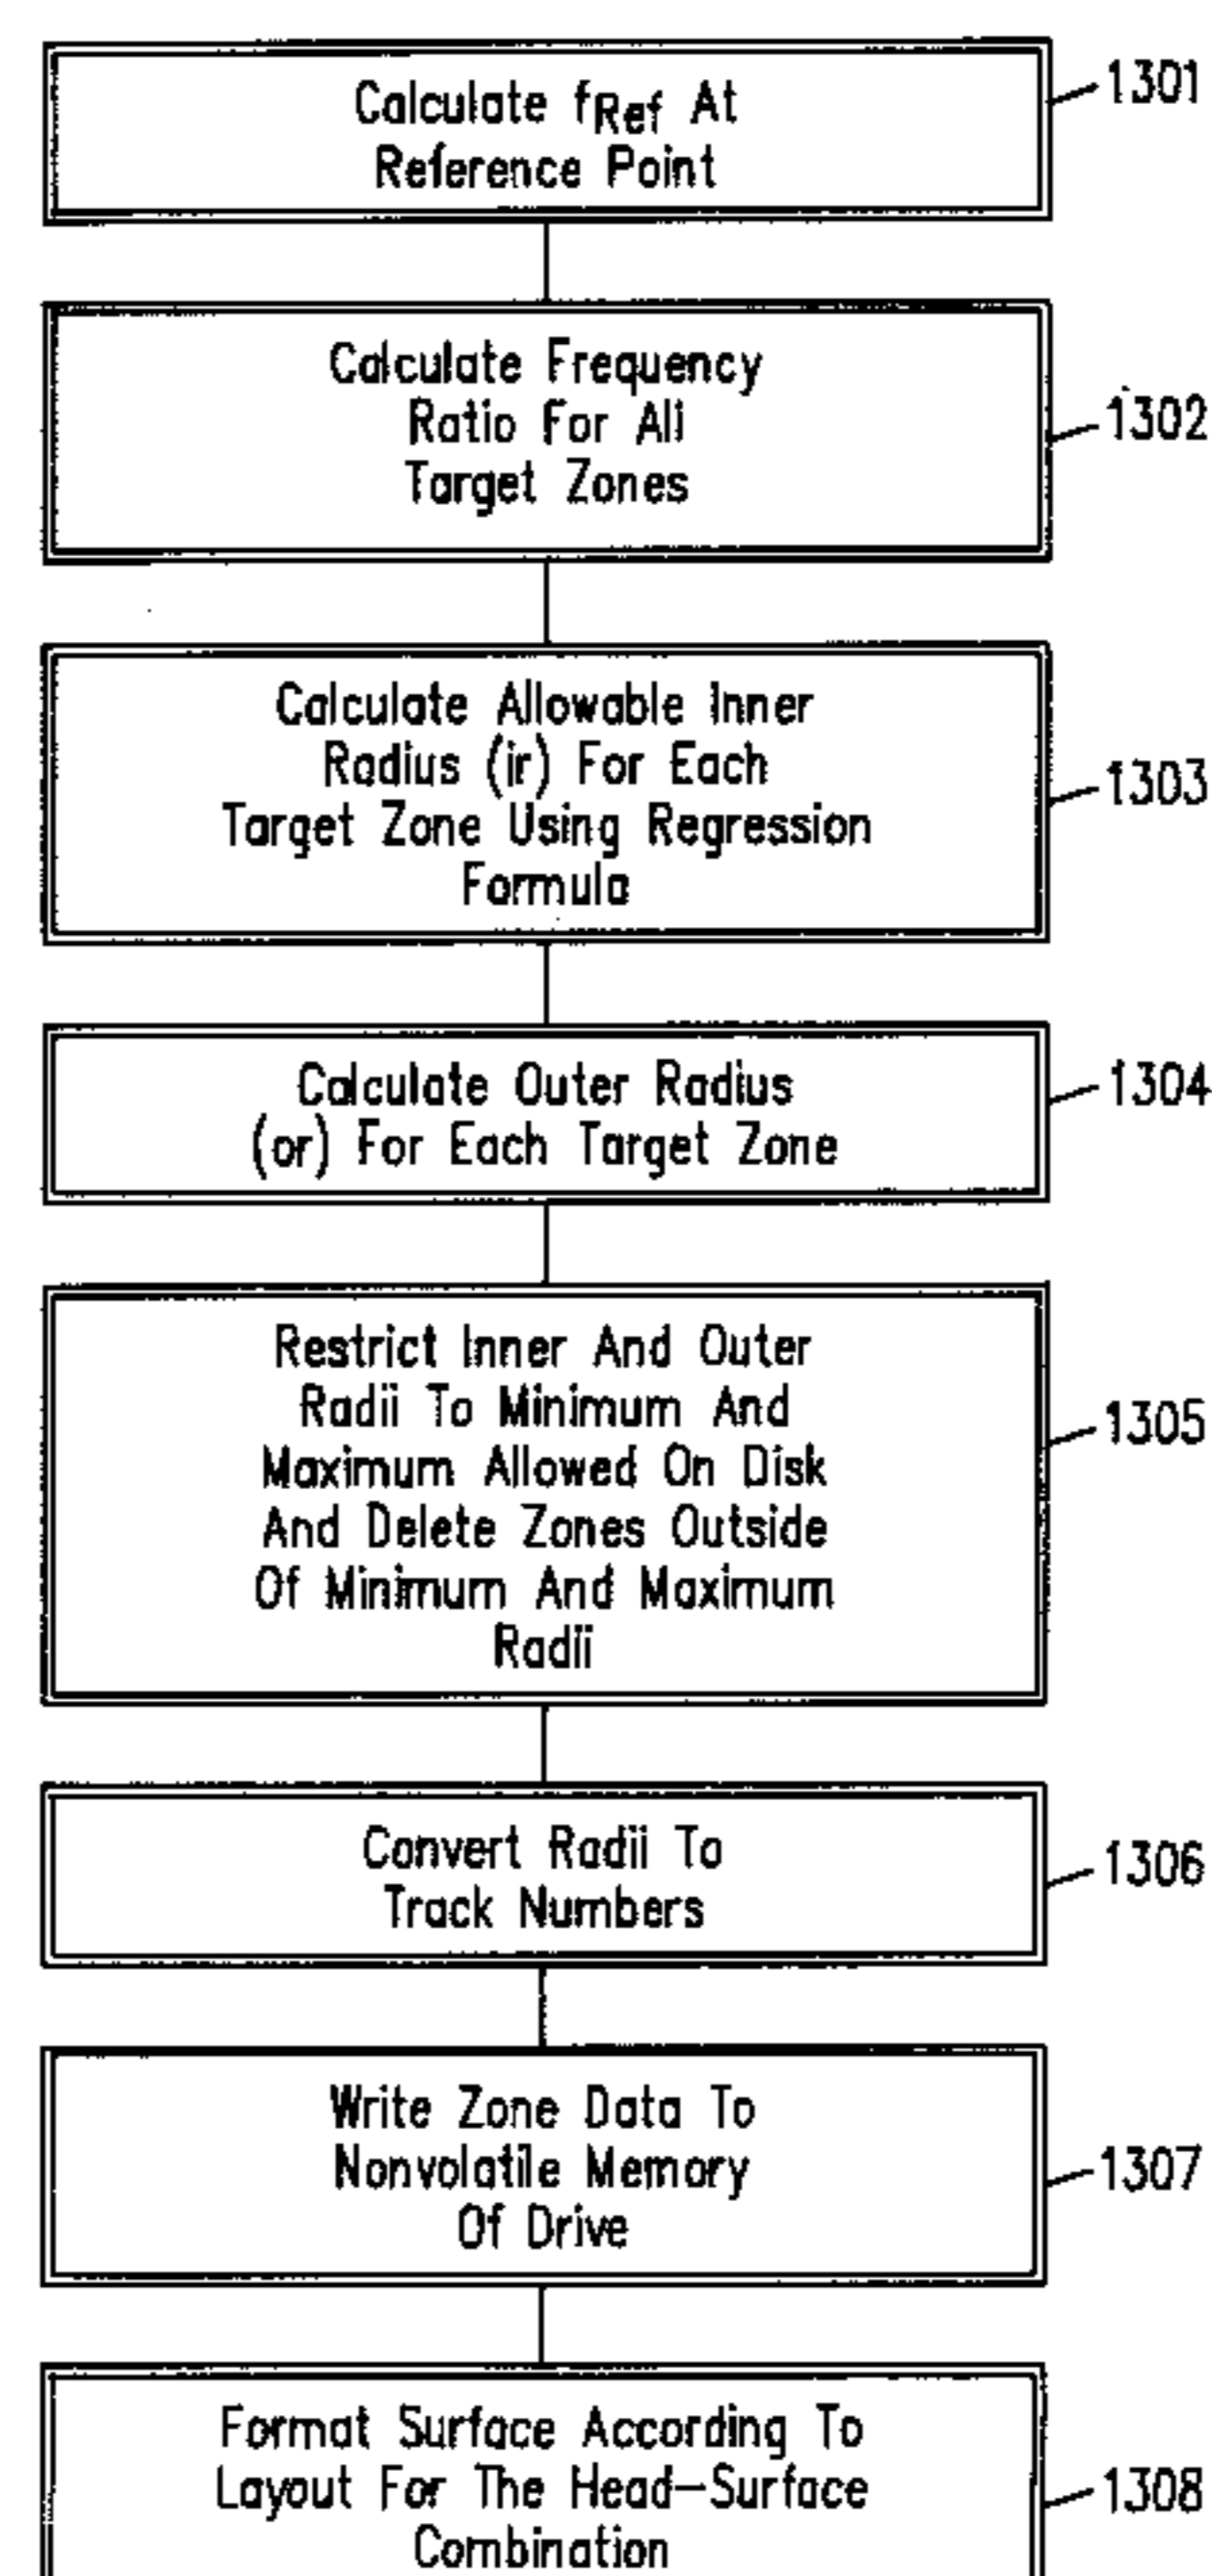 Calculate fRef At
Reference Point
1301
Calculate Frequency
Ratio For All
Target Zones
1302
Calculate Allowable Inner
Radius (ir) For Each
Target Zone Using Regression
Formula
1303
Calculate Outer Radius
(or) For Each Target Zone
1304
Restrict Inner And Outer
Radii To Minimum And
Maximum Allowed On Disk
And Delete Zones Outside
Of Minimum And Maximum
Radii
1305
Convert Radii To
Track Numbers
1306
Write Zone Data To
Nonvolatile Memory
Of Drive
1307
Format Surface According To
Layout For The Head-Surface
Combination
1308